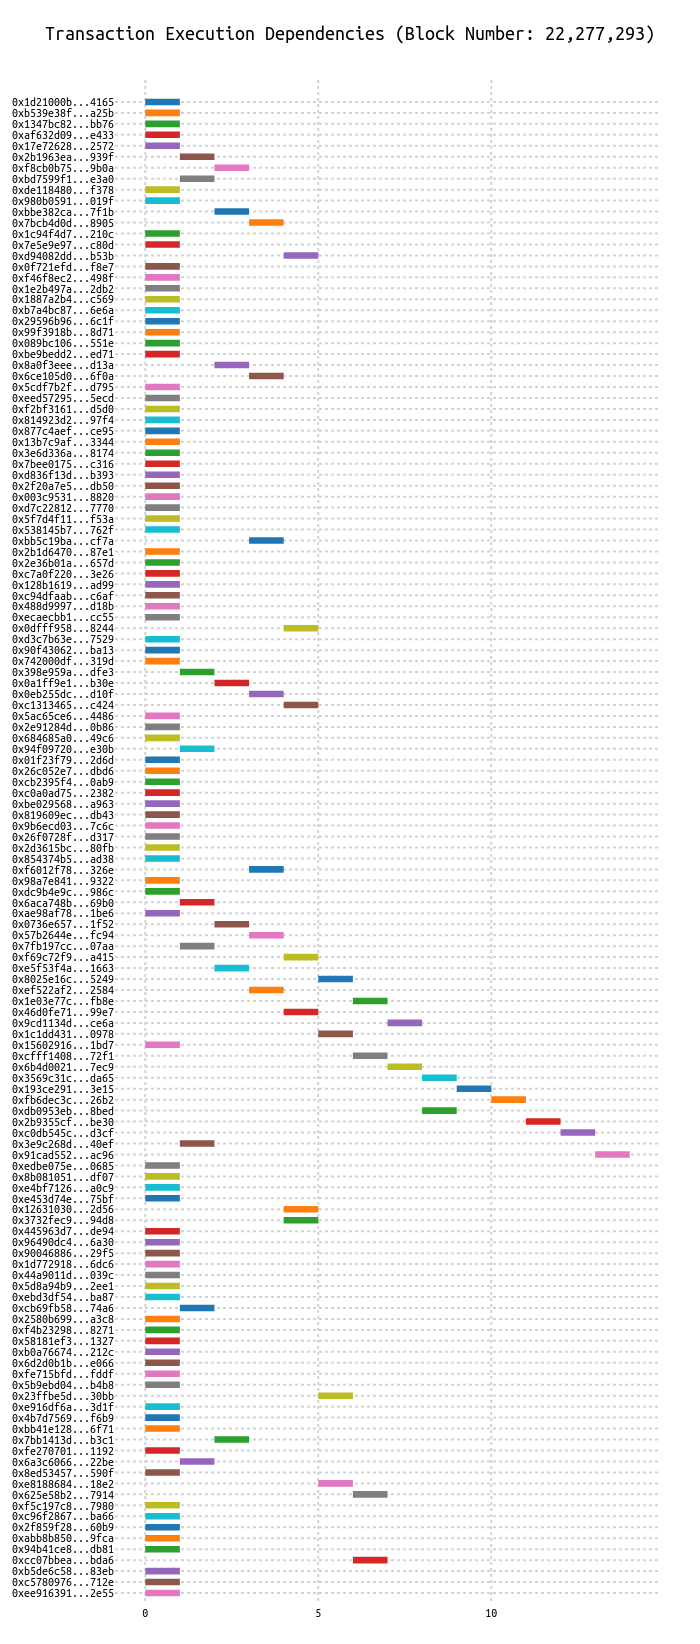 Transaction Execution Dependencies (Block Number: 22,277,293)
0x1d21000b...4165
0xb539e38f...a25b
0x1347bc82...bb76
0xaf632d09...e433
0x17e72628...2572
0x2b1963ea...939f
0xf8cb0b75...9b0a
0xbd7599f1...e3a0
0xde118480...f378
0x980b0591...019f
0xbbe382ca...7f1b
0x7bcb4d0d...8905
0x1c94f4d7...210c
0x7e5e9e97...c80d
0xd94082dd...b53b
0x0f721efd...f8e7
0xf46f8ec2...498f
0x1e2b497a...2db2
0x1887a2b4...c569
0xb7a4bc87...6e6a
0x29596b96...6c1f
0x99f3918b...8d71
0x089bc106...551e
0xbe9bedd2...ed71
0x8a0f3eee...d13a
0x6ce105d0...6f0a
0x5cdf7b2f...d795
0xeed57295...5ecd
0xf2bf3161...d5d0
0x814923d2...97f4
0x877c4aef...ce95
0x13b7c9af...3344
0x3e6d336a...8174
0x7bee0175...c316
0xd836f13d...b393
0x2f20a7e5...db50
0x003c9531...8820
0xd7c22812...7770
0x5f7d4f11...f53a
0x538145b7...762f
0xbb5c19ba...cf7a
0x2b1d6470...87e1
0x2e36b01a...657d
0xc7a0f220...3e26
0x128b1619...ad99
0xc94dfaab...c6af
0x488d9997...d18b
0xecaecbb1...cc55
0x0dfff958...8244
0xd3c7b63e...7529
0x90f43062...ba13
0x742000df...319d
0x398e959a...dfe3
0x0a1ff9e1...b30e
0x0eb255dc...d10f
0xc1313465...c424
0x5ac65ce6...4486
0x2e91284d...0b86
0x684685a0...49c6
0x94f09720...e30b
0x01f23f79...2d6d
0x26c052e7...dbd6
0xcb2395f4...0ab9
0xc0a0ad75...2382
0xbe029568...a963
0x819609ec...db43
0x9b6ecd03...7c6c
0x26f0728f...d317
0x2d3615bc...80fb
0x854374b5...ad38
0xf6012f78...326e
0x98a7e841...9322
0xdc9b4e9c...986c
0x6aca748b...69b0
0xae98af78...1be6
0x0736e657...1f52
0x57b2644e...fc94
0x7fb197cc...07aa
0xf69c72f9...a415
0xe5f53f4a...1663
0x8025e16c...5249
0xef522af2...2584
0x1e03e77c...fb8e
0x46d0fe71...99e7
0x9cd1134d...ce6a
0x1c1dd431...0978
0x15602916...1bd7
0xcfff1408...72f1
0x6b4d0021...7ec9
0x3569c31c...da65
0x193ce291...3e15
0xfb6dec3c...26b2
0xdb0953eb...8bed
0x2b9355cf...be30
0xc0db545c...d3cf
0x3e9c268d...40ef
0x91cad552...ac96
0xedbe075e...0685
0x8b081051...df07
0xe4bf7126...a0c9
0xe453d74e...75bf
0x12631030...2d56
0x3732fec9...94d8
0x445963d7...de94
0x96490dc4...6a30
0x90046886...29f5
0x1d772918...6dc6
0x44a9011d...039c
0x5d8a94b9...2ee1
0xebd3df54...ba87
0xcb69fb58...74a6
0x2580b699...a3c8
0xf4b23298...8271
0x58181ef3...1327
0xb0a76674...212c
0x6d2d0b1b...e066
0xfe715bfd...fddf
0x5b9ebd04...b4b8
0x23ffbe5d...30bb
0xe916df6a...3d1f
0x4b7d7569...f6b9
0xbb41e128...6f71
0x7bb1413d...b3c1
0xfe270701...1192
0x6a3c6066...22be
0x8ed53457...590f
0xe8188684...18e2
0x625e58b2...7914
0xf5c197c8...7980
0xc96f2867...ba66
0x2f859f28...60b9
0xabb8b850...9fca
0x94b41ce8...db81
0xcc07bbea...bda6
0xb5de6c58...83eb
0xc5780976...712e
0xee916391...2e55
0 5 10